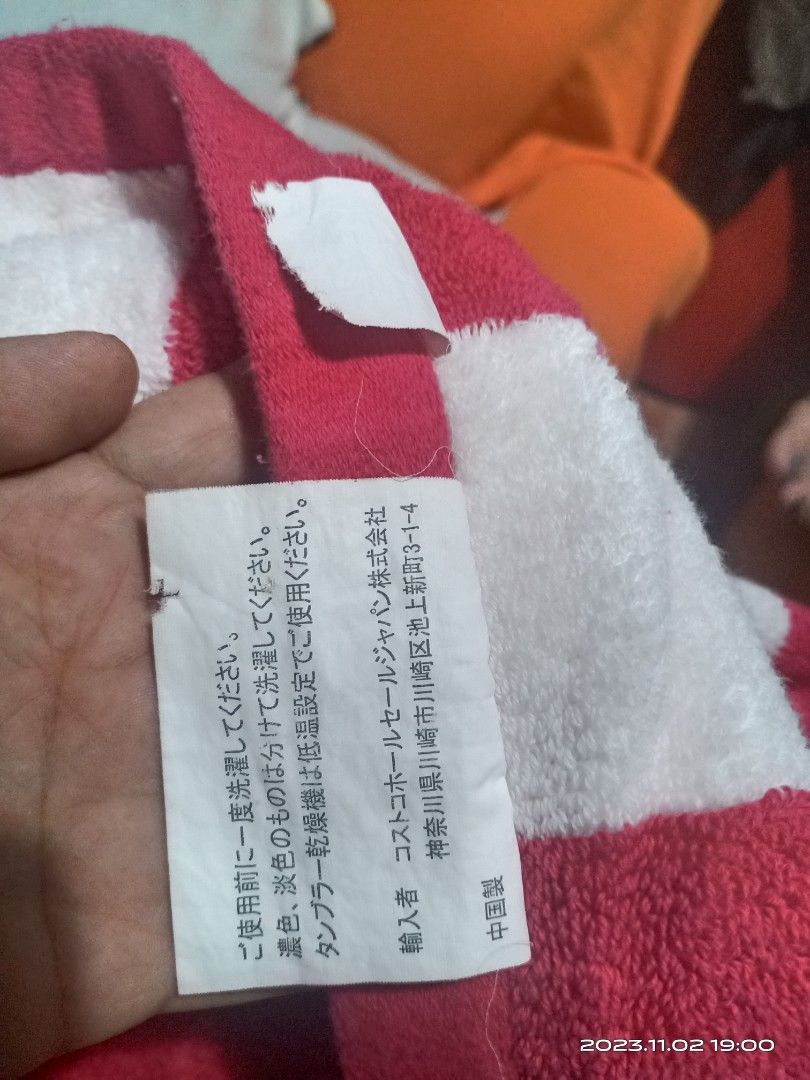 ご使用前に一度洗濯してください。
濃色、淡色のものは分けて洗濯してください。
タンブラー乾燥機は低温設定でご使用ください。
輸入者 コストコホールセールジャパン株式会社
神奈川県川崎市川崎区池上新町3-1-4
中国製
2023.11.02 19:00